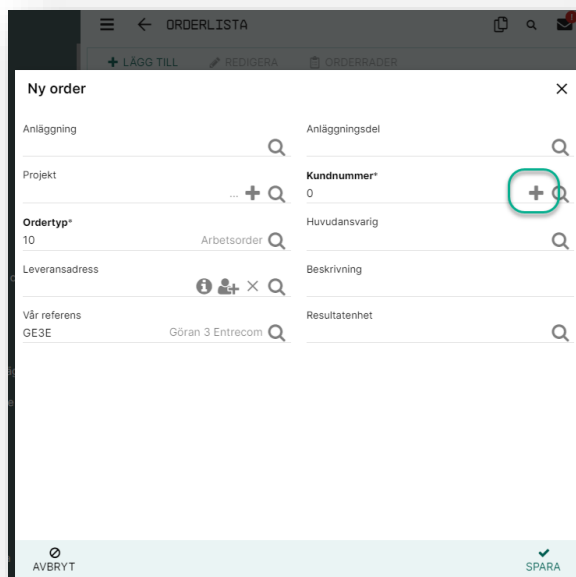 ORDERLISTA
LÄGG TILL REDIGERA ORDERRADER
Ny order
Anläggning
Anläggningsdel
Projekt
...
Kundnummer*
0
Ordertyp*
10 Arbetsorder
Huvudansvarig
Leveransadress
Beskrivning
Vår referens
GE3E Göran 3 Entrecom
Resultatenhet
AVBRYT
SPARA